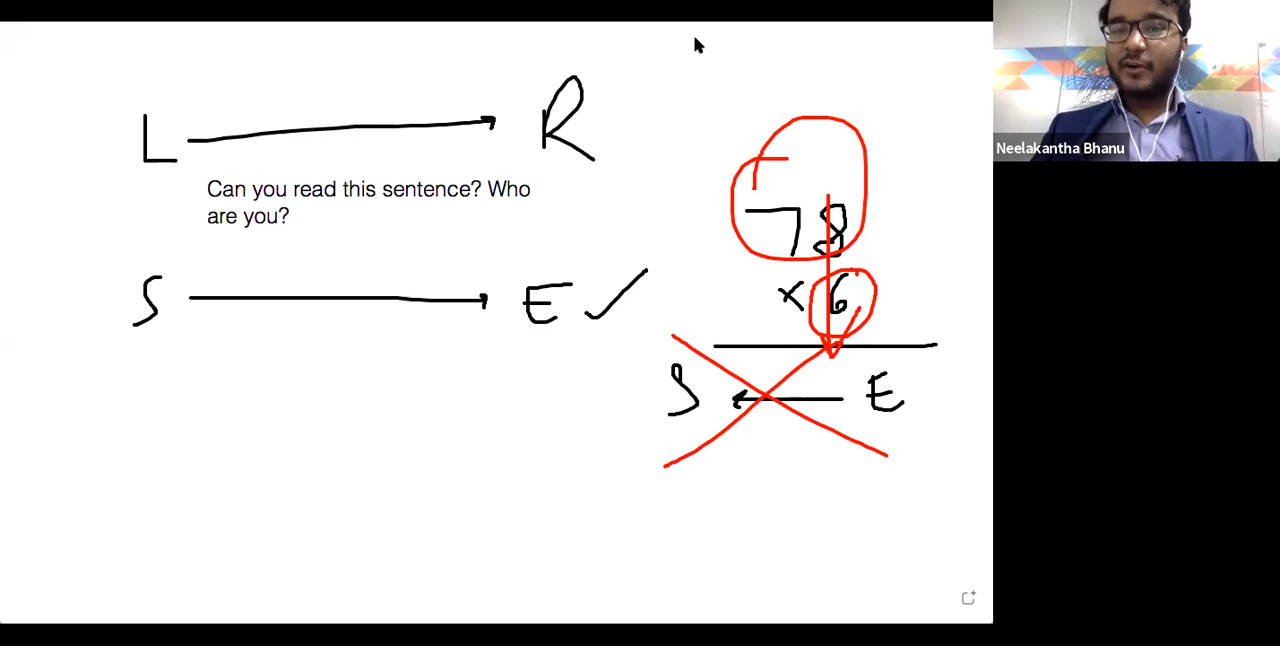 L R
Can you read this sentence? Who
are you?
S E
78
× 6
S E
Neelakantha Bhanu